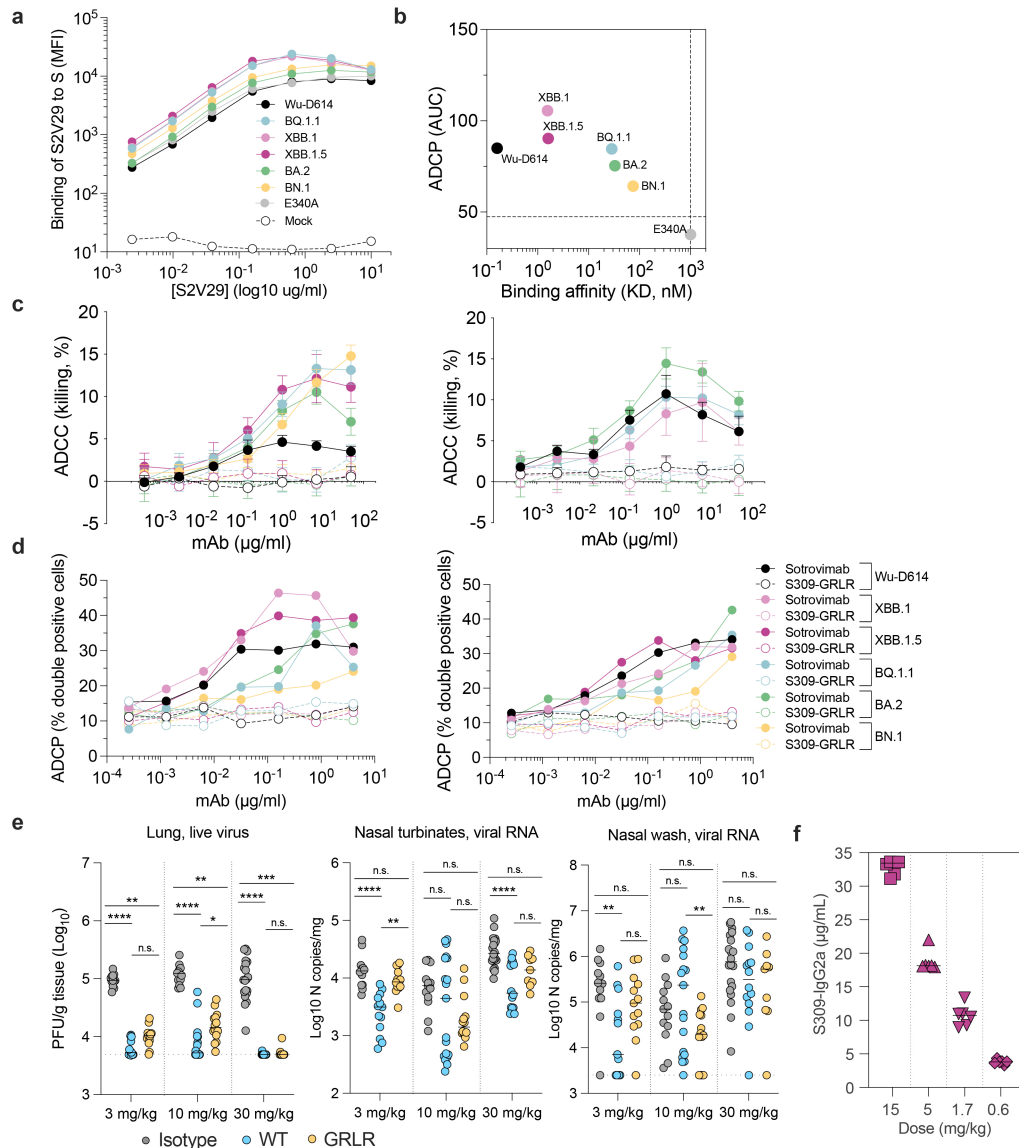 a
Binding of S2V29 to S (MFI)
10^5
10^4
10^3
10^2
10^1
10^-3
10^-2
10^-1
10^0
10^1
[S2V29] (log10 ug/ml)
Wu-D614
BQ.1.1
XBB.1
XBB.1.5
BA.2
BN.1
E340A
Mock
b
ADCP (AUC)
100
50
XBB.1
XBB.1.5
Wu-D614
BQ.1.1
BA.2
BN.1
E340A
10^-1
10^0
10^1
10^2
10^3
Binding affinity (KD, nM)
c
ADCC (killing, %)
20
15
10
5
0
-5
10^-3 10^-2 10^-1 10^0 10^1 10^2
mAb (µg/ml)
ADCC (killing, %)
20
15
10
5
0
-5
10^-3 10^-2 10^-1 10^0 10^1 10^2
mAb (µg/ml)
d
ADCP (% double positive cells)
50
40
30
20
10
0
10^-4 10^-3 10^-2 10^-1 10^0 10^1
mAb (µg/ml)
ADCP (% double positive cells)
50
40
30
20
10
0
10^-4 10^-3 10^-2 10^-1 10^0 10^1
mAb (µg/ml)
Sotrovimab
S309-GRLR
Wu-D614
Sotrovimab
S309-GRLR
XBB.1
Sotrovimab
S309-GRLR
XBB.1.5
Sotrovimab
S309-GRLR
BQ.1.1
Sotrovimab
S309-GRLR
BA.2
Sotrovimab
S309-GRLR
BN.1
e
Lung, live virus
PFU/g tissue (Log10)
7
6
5
4
3
**
****
n.s.
**
****
*
***
****
n.s.
3 mg/kg 10 mg/kg 30 mg/kg
Nasal turbinates, viral RNA
Log10 N copies/mg
6
5
4
3
2
n.s.
****
**
n.s.
n.s.
n.s.
n.s.
****
n.s.
3 mg/kg 10 mg/kg 30 mg/kg
Nasal wash, viral RNA
Log10 N copies/mg
8
7
6
5
4
3
n.s.
**
n.s.
n.s.
n.s.
**
n.s.
n.s.
n.s.
3 mg/kg 10 mg/kg 30 mg/kg
Isotype WT GRLR
f
S309-IgG2a (µg/mL)
35
30
25
20
15
10
5
0
15 5 1.7 0.6
Dose (mg/kg)